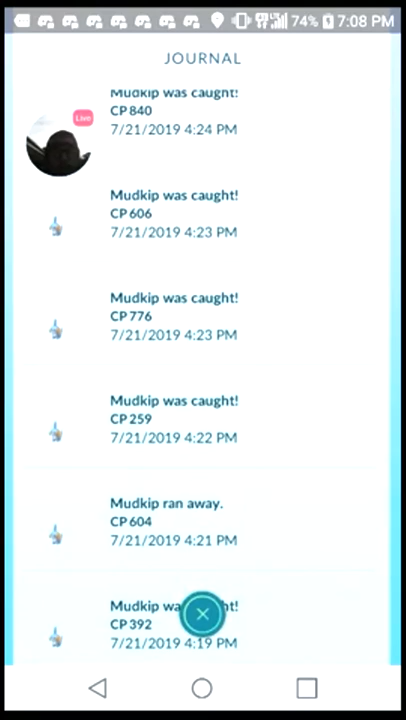 74% 7:08 PM
JOURNAL
Mudkip was caught!
CP 840
7/21/2019 4:24 PM
Live
Mudkip was caught!
CP 606
7/21/2019 4:23 PM
Mudkip was caught!
CP 776
7/21/2019 4:23 PM
Mudkip was caught!
CP 259
7/21/2019 4:22 PM
Mudkip ran away.
CP 604
7/21/2019 4:21 PM
Mudkip wa ht!
CP 392
7/21/2019 4:19 PM